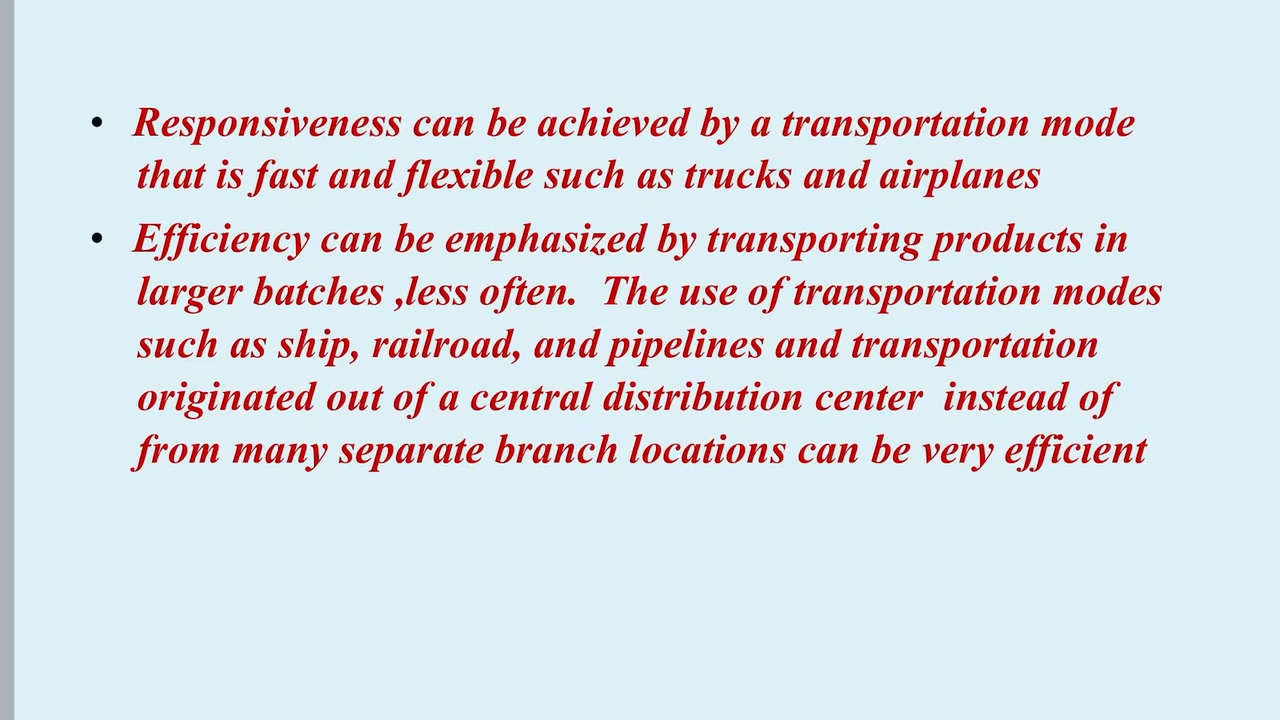 • Responsiveness can be achieved by a transportation mode
that is fast and flexible such as trucks and airplanes
• Efficiency can be emphasized by transporting products in
larger batches ,less often.  The use of transportation modes
such as ship, railroad, and pipelines and transportation
originated out of a central distribution center  instead of
from many separate branch locations can be very efficient